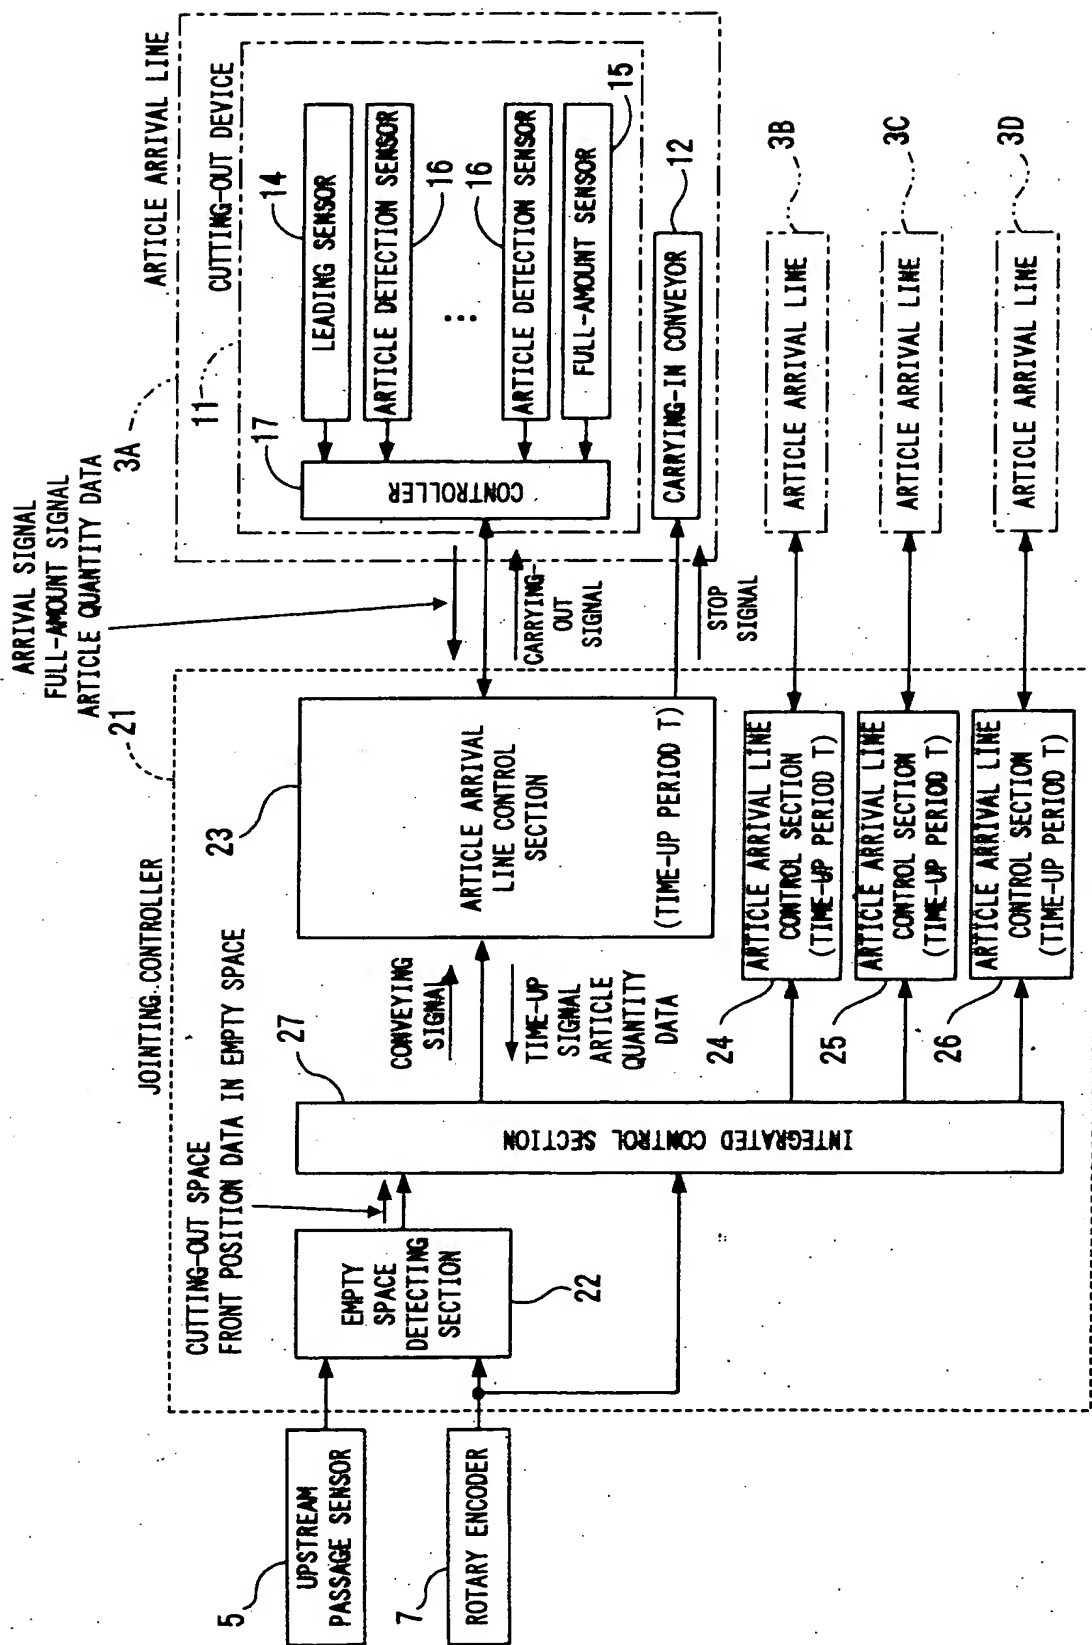 ARRIVAL SIGNAL
FULL-AMOUNT SIGNAL
ARTICLE QUANTITY DATA
ARTICLE ARRIVAL LINE
3A
CUTTING-OUT DEVICE
11
14
LEADING SENSOR
17
CONTROLLER
ARTICLE DETECTION SENSOR
16
...
16
ARTICLE DETECTION SENSOR
FULL-AMOUNT SENSOR
15
CARRYING-
OUT
SIGNAL
CARRYING-IN CONVEYOR
12
STOP
SIGNAL
JOINTING CONTROLLER
21
CUTTING-OUT SPACE
FRONT POSITION DATA IN EMPTY SPACE
5
UPSTREAM
PASSAGE SENSOR
7
ROTARY ENCODER
EMPTY
SPACE
DETECTING
SECTION
22
27
INTEGRATED CONTROL SECTION
CONVEYING
SIGNAL
TIME-UP
SIGNAL
ARTICLE
QUANTITY
DATA
23
ARTICLE ARRIVAL
LINE CONTROL
SECTION
(TIME-UP PERIOD T)
24
ARTICLE ARRIVAL LINE
CONTROL SECTION
(TIME-UP PERIOD T)
ARTICLE ARRIVAL LINE
3B
25
ARTICLE ARRIVAL LINE
CONTROL SECTION
(TIME-UP PERIOD T)
ARTICLE ARRIVAL LINE
3C
26
ARTICLE ARRIVAL LINE
CONTROL SECTION
(TIME-UP PERIOD T)
ARTICLE ARRIVAL LINE
3D